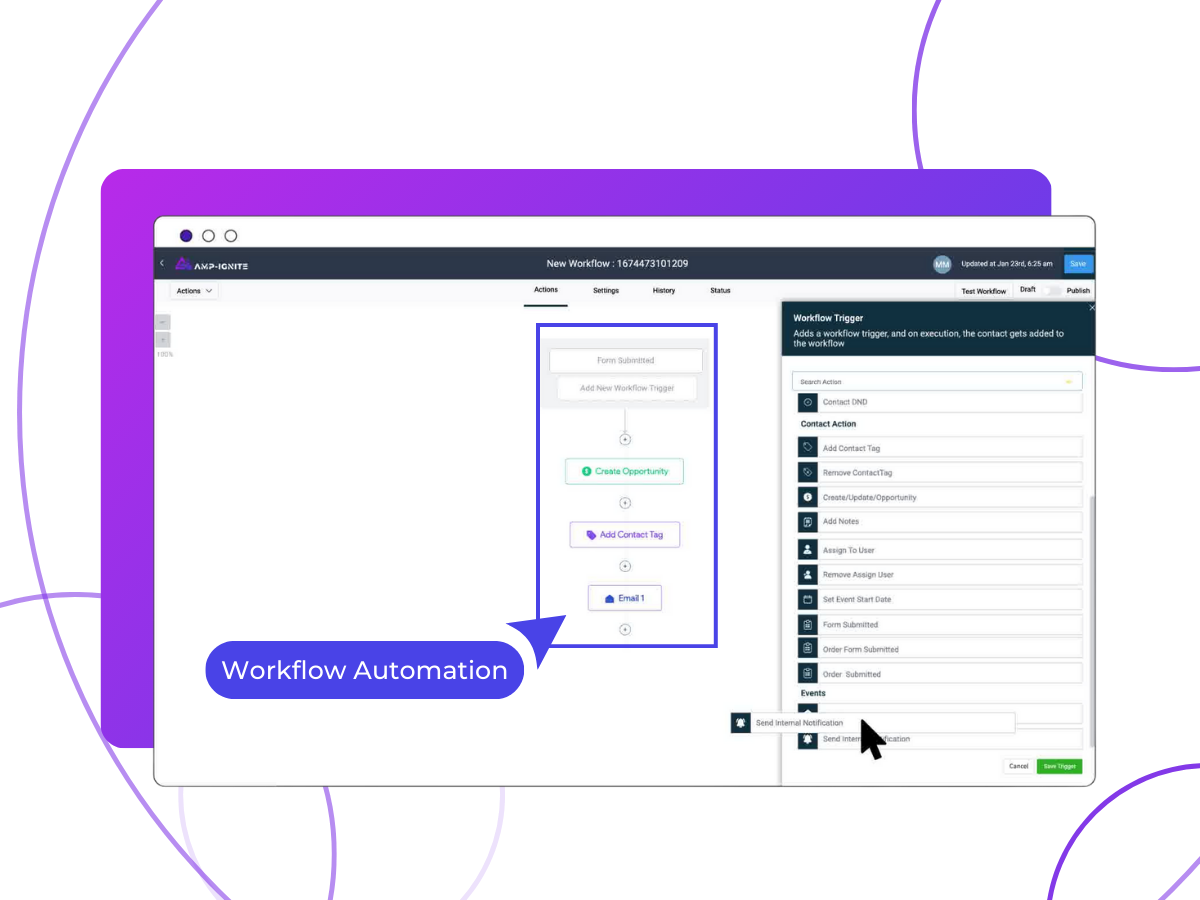 AMP-IGNITE
New Workflow : 1674473101209
MM
Updated at Jan 23rd, 6:25 am
Save
Actions
Actions
Settings
History
Status
Test Workflow
Draft
Publish
100%
Form Submitted
Add New Workflow Trigger
Create Opportunity
Add Contact Tag
Email 1
Workflow Automation
Workflow Trigger
Adds a workflow trigger, and on execution, the contact gets added to
the workflow
Search Action
Contact DND
Contact Action
Add Contact Tag
Remove ContactTag
Create/Update/Opportunity
Add Notes
Assign To User
Remove Assign User
Set Event Start Date
Form Submitted
Order Form Submitted
Order Submitted
Events
Send Internal Notification
Cancel
Save Trigger